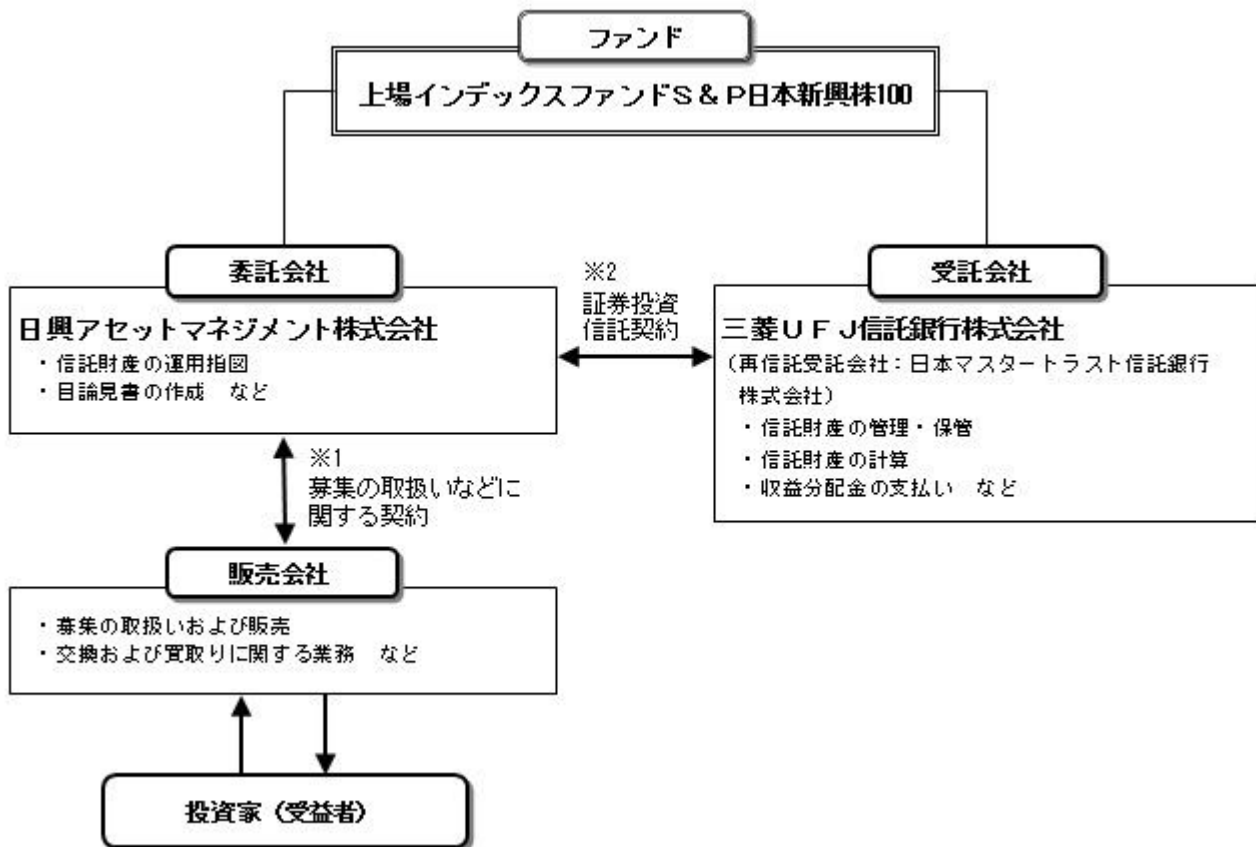 ファンド
上場インデックスファンドS＆P日本新興株100
委託会社
日興アセットマネジメント株式会社
・信託財産の運用指図
・目論見書の作成　など
※2
証券投資
信託契約
受託会社
三菱UFJ信託銀行株式会社
（再信託受託会社：日本マスタートラスト信託銀行
株式会社）
・信託財産の管理・保管
・信託財産の計算
・収益分配金の支払い　など
※1
募集の取扱いなどに
関する契約
販売会社
・募集の取扱いおよび販売
・交換および買取りに関する業務　など
投資家（受益者）